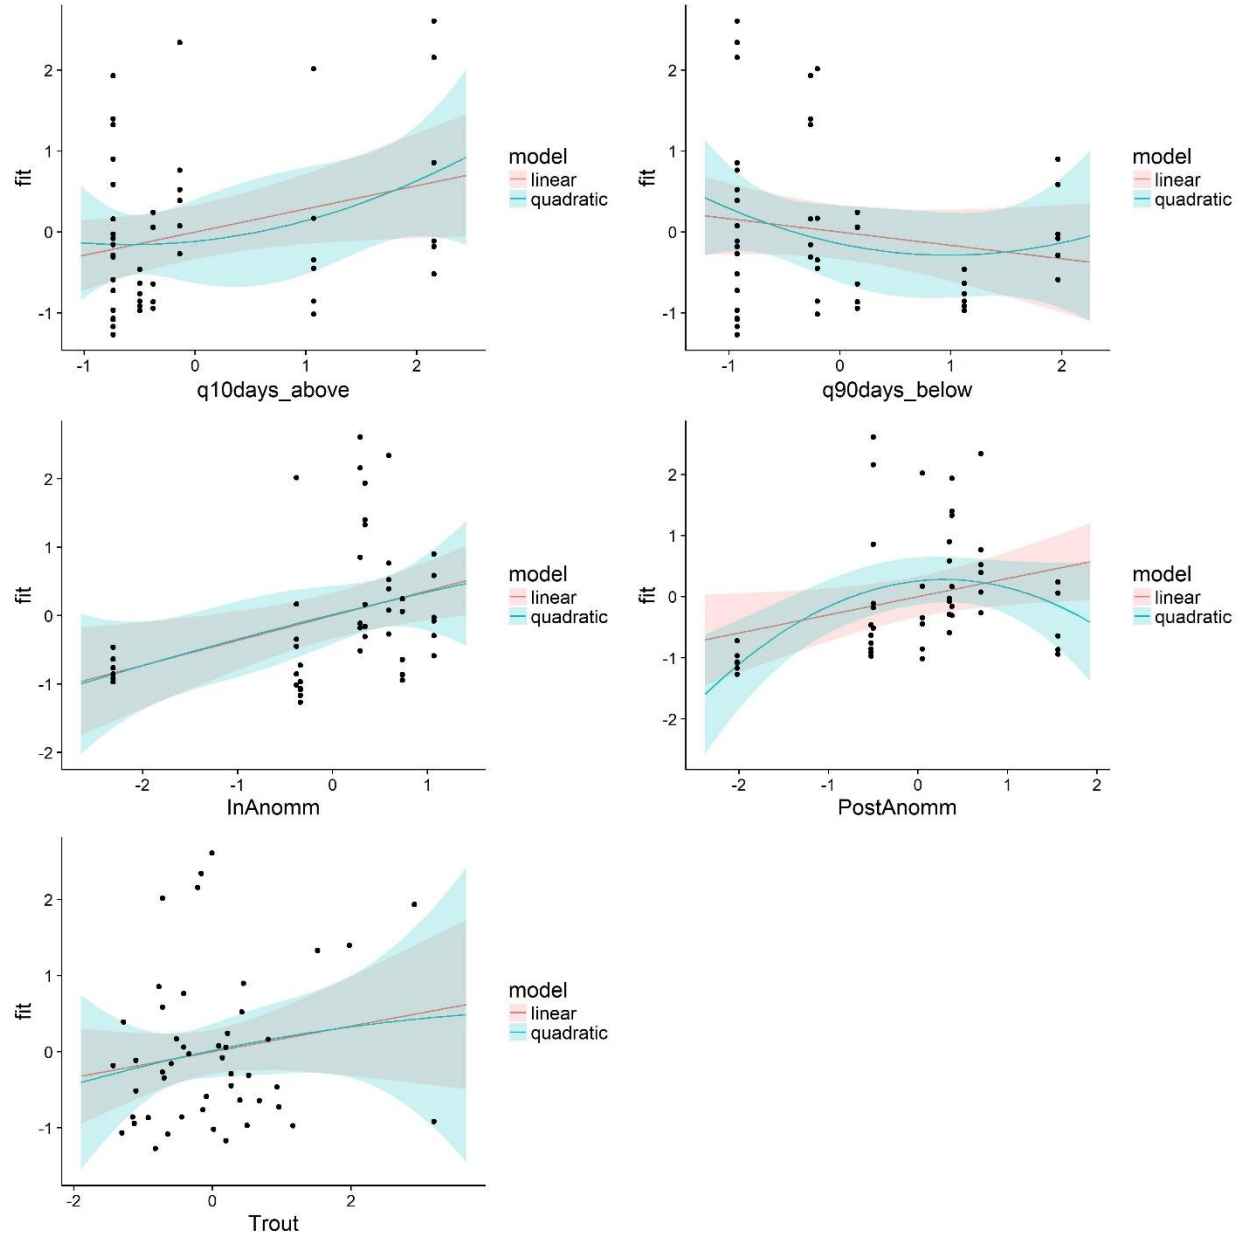 2
1
0
-1
fit
-1
0
1
2
q10days_above
model
linear
quadratic
2
1
0
-1
fit
-1
0
1
2
q90days_below
model
linear
quadratic
2
1
0
-1
-2
fit
-2
-1
0
1
InAnomm
model
linear
quadratic
2
1
0
-1
-2
fit
-2
-1
0
1
2
PostAnomm
model
linear
quadratic
2
1
0
-1
fit
-2
0
2
Trout
model
linear
quadratic